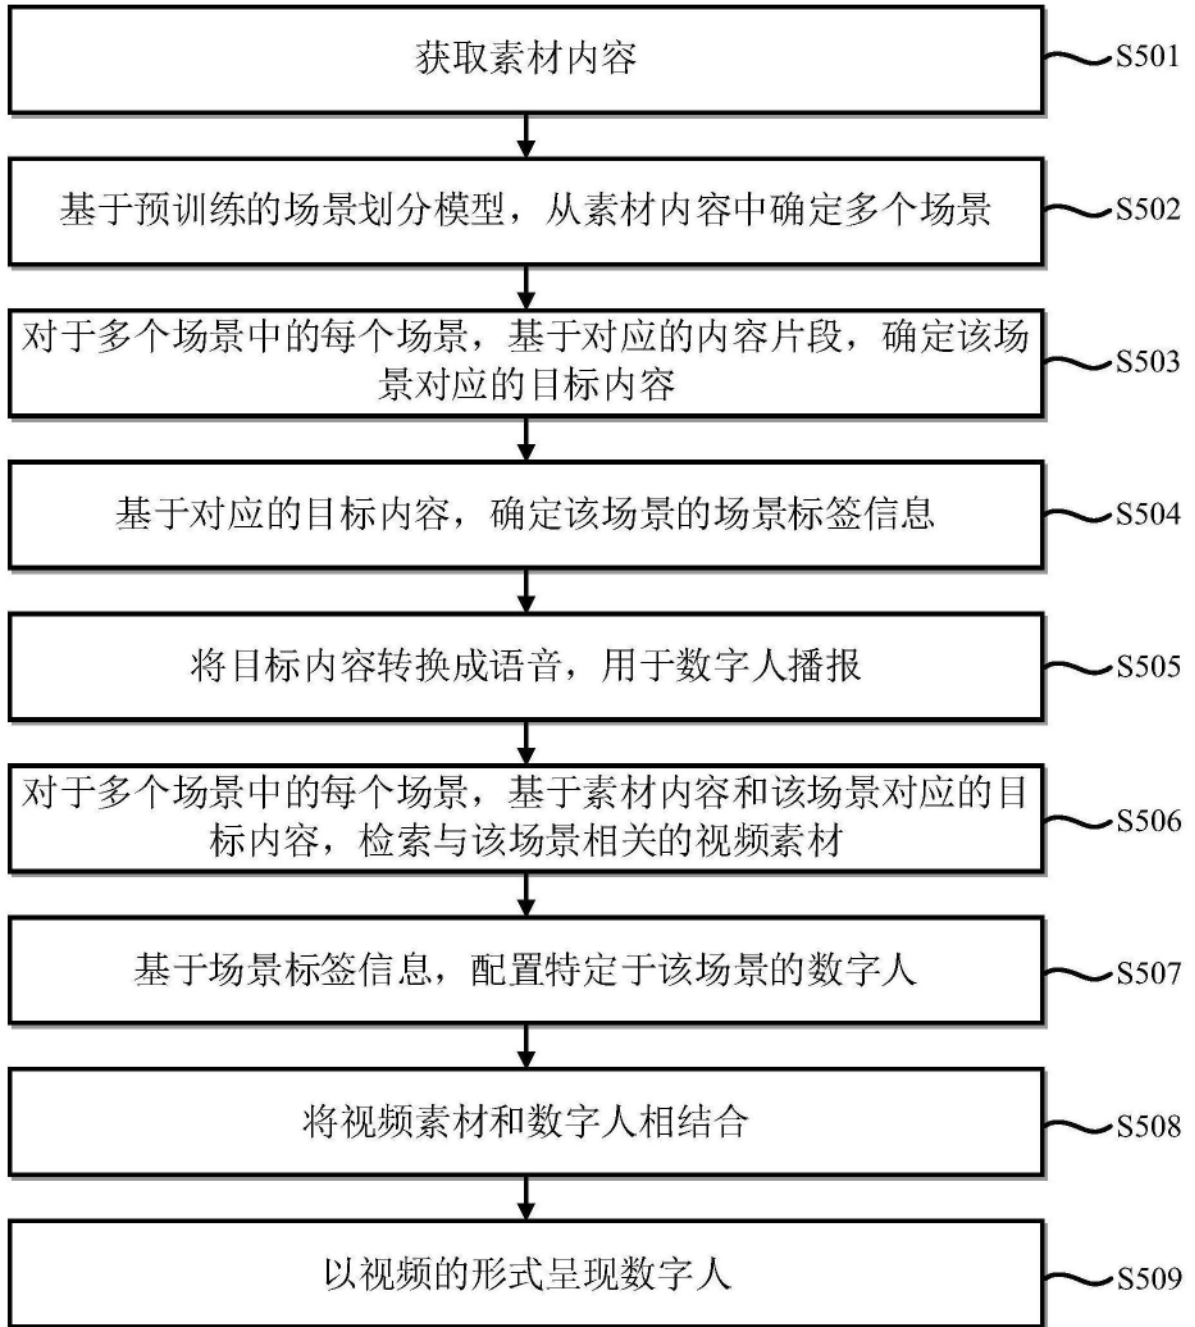 获取素材内容
S501
基于预训练的场景划分模型，从素材内容中确定多个场景
S502
对于多个场景中的每个场景，基于对应的内容片段，确定该场
景对应的目标内容
S503
基于对应的目标内容，确定该场景的场景标签信息
S504
将目标内容转换成语音，用于数字人播报
S505
对于多个场景中的每个场景，基于素材内容和该场景对应的目
标内容，检索与该场景相关的视频素材
S506
基于场景标签信息，配置特定于该场景的数字人
S507
将视频素材和数字人相结合
S508
以视频的形式呈现数字人
S509